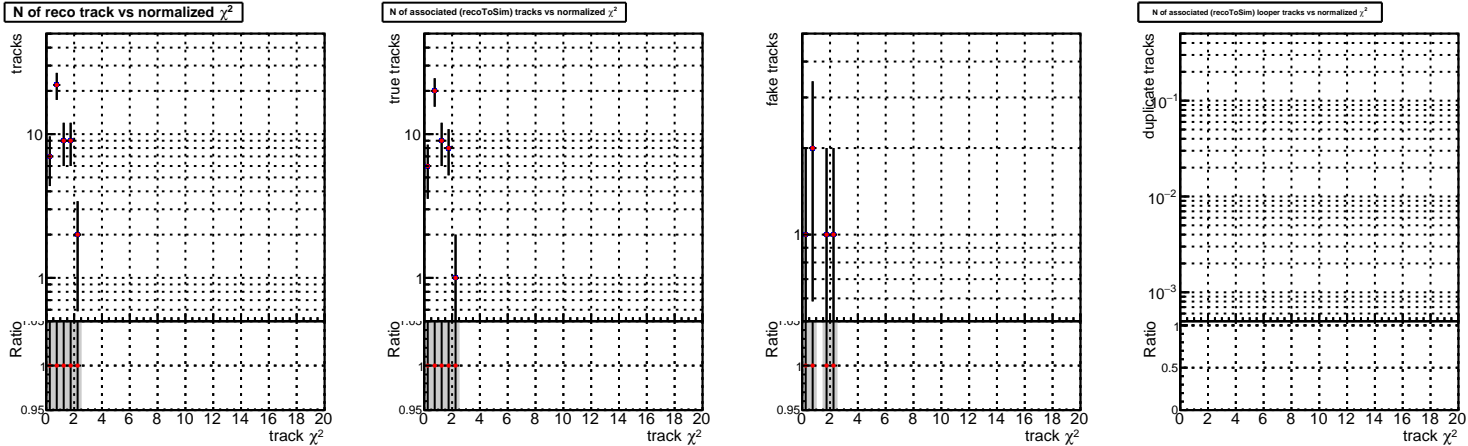 N of reco track vs normalized χ²
tracks
10
1
Ratio
1
0.95
0 2 4 6 8 10 12 14 16 18 20
track χ²
N of associated (recoToSim) tracks vs normalized χ²
true tracks
10
1
Ratio
1
0.95
0 2 4 6 8 10 12 14 16 18 20
track χ²
fake tracks
1
Ratio
1
0.95
0 2 4 6 8 10 12 14 16 18 20
track χ²
N of associated (recoToSim) looper tracks vs normalized χ²
duplicate tracks
10⁻¹
10⁻²
10⁻³
Ratio
1
0.5
0
0 2 4 6 8 10 12 14 16 18 20
track χ²